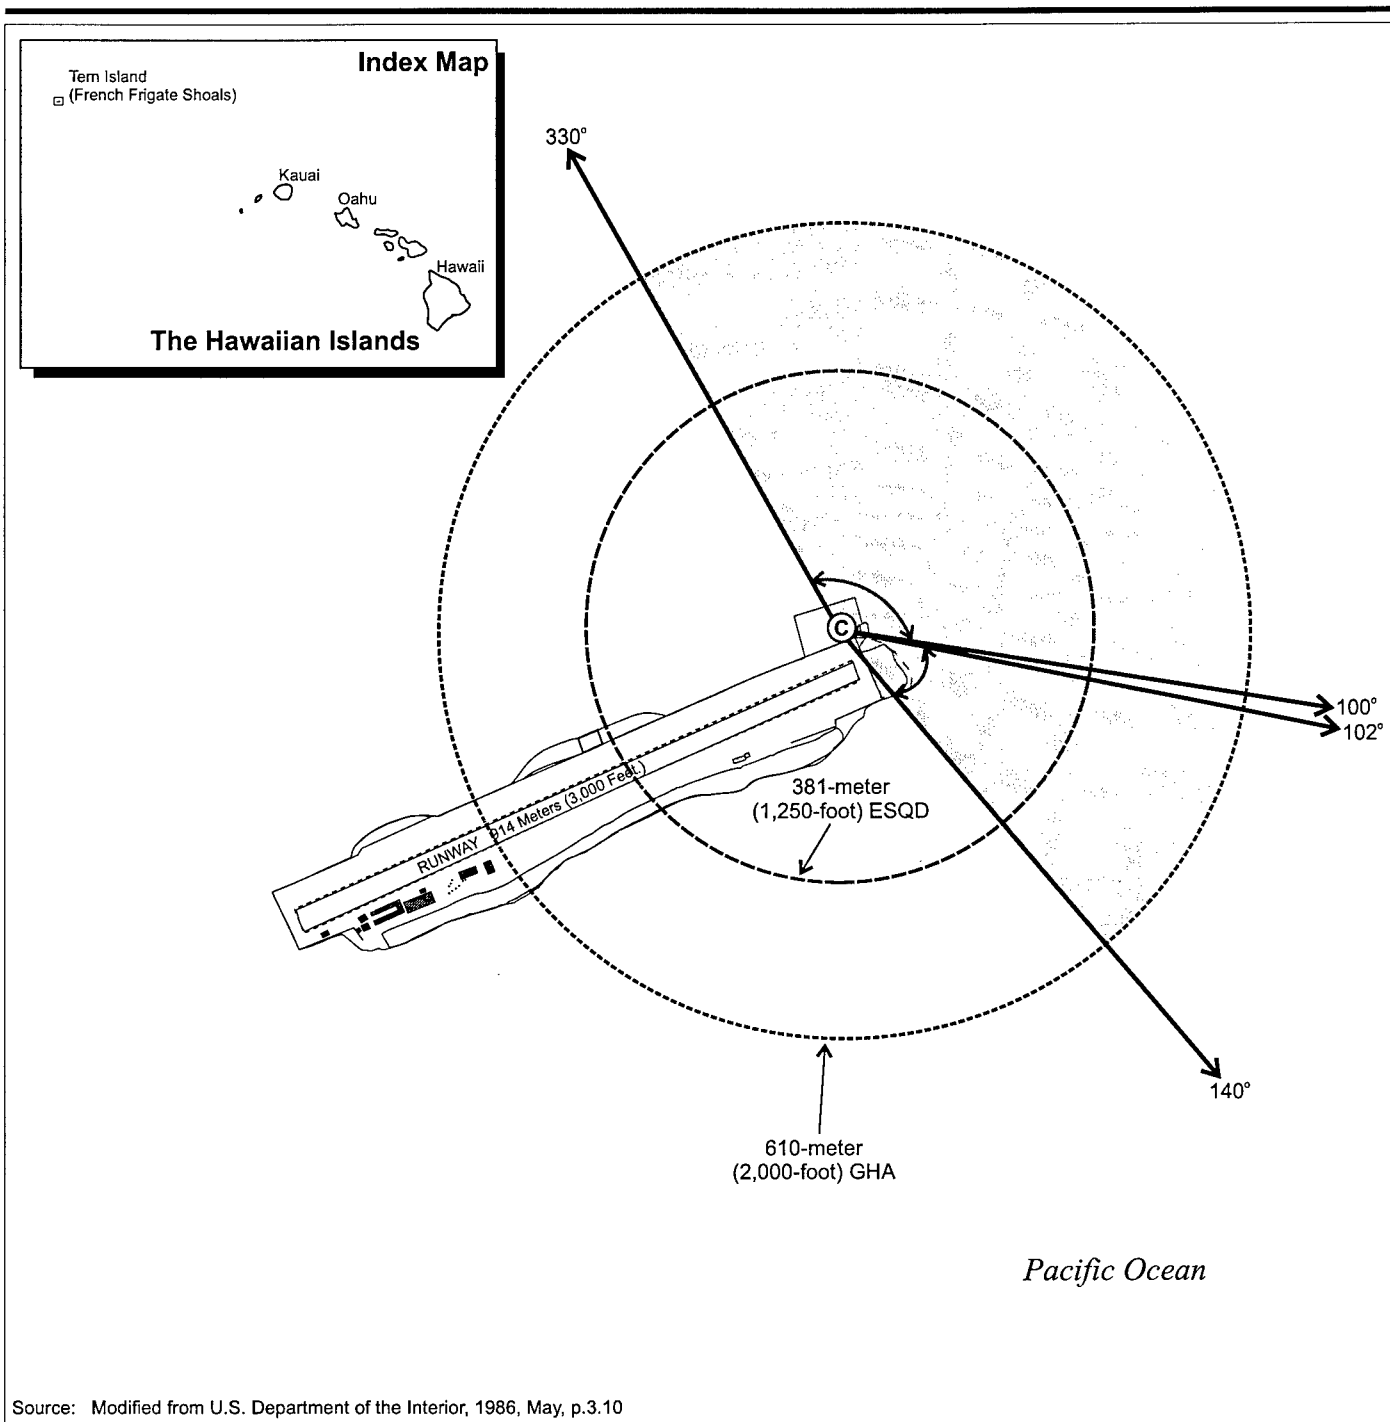 Index Map
Tern Island
(French Frigate Shoals)
Kauai
Oahu
Hawaii
The Hawaiian Islands
330°
C
100°
102°
381-meter
(1,250-foot) ESQD
RUNWAY 914 Meters (3,000 Feet.)
140°
610-meter
(2,000-foot) GHA
Pacific Ocean
Source: Modified from U.S. Department of the Interior, 1986, May, p.3.10